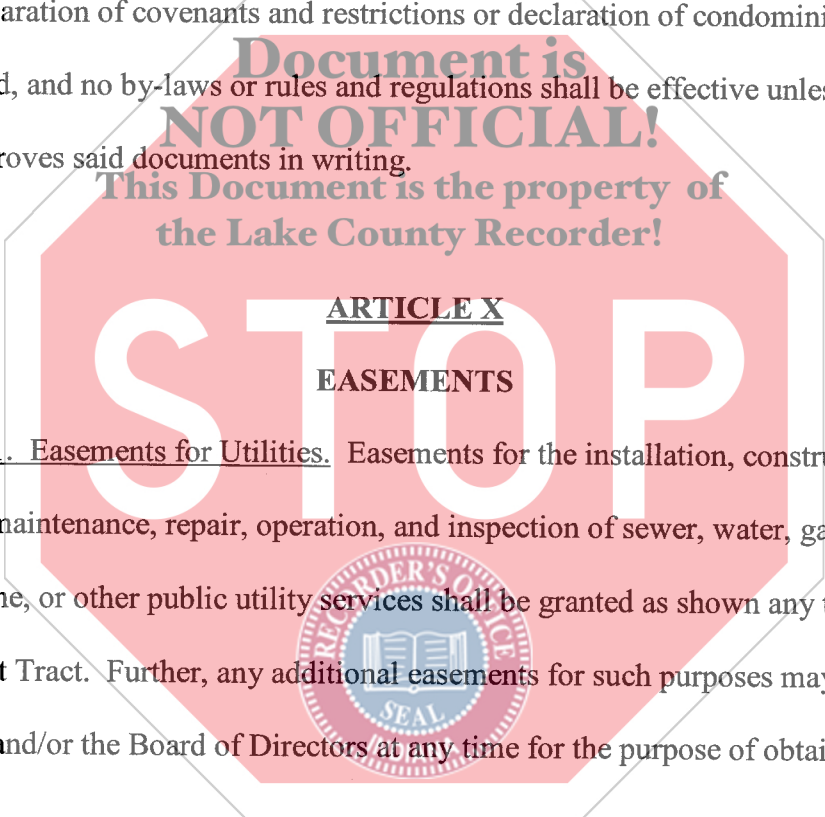 aration of covenants and restrictions or declaration of condomini
Document is
d, and no by-laws or rules and regulations shall be effective unles
NOT OFFICIAL!
roves said documents in writing.
This Document is the property of
the Lake County Recorder!
ARTICLE X
STOP
EASEMENTS
. Easements for Utilities. Easements for the installation, constru
maintenance, repair, operation, and inspection of sewer, water, ga
ne, or other public utility services shall be granted as shown any t
RECORDER'S OFFICE
t Tract. Further, any additional easements for such purposes may
SEAL
and/or the Board of Directors at any time for the purpose of obtai
INDIANA